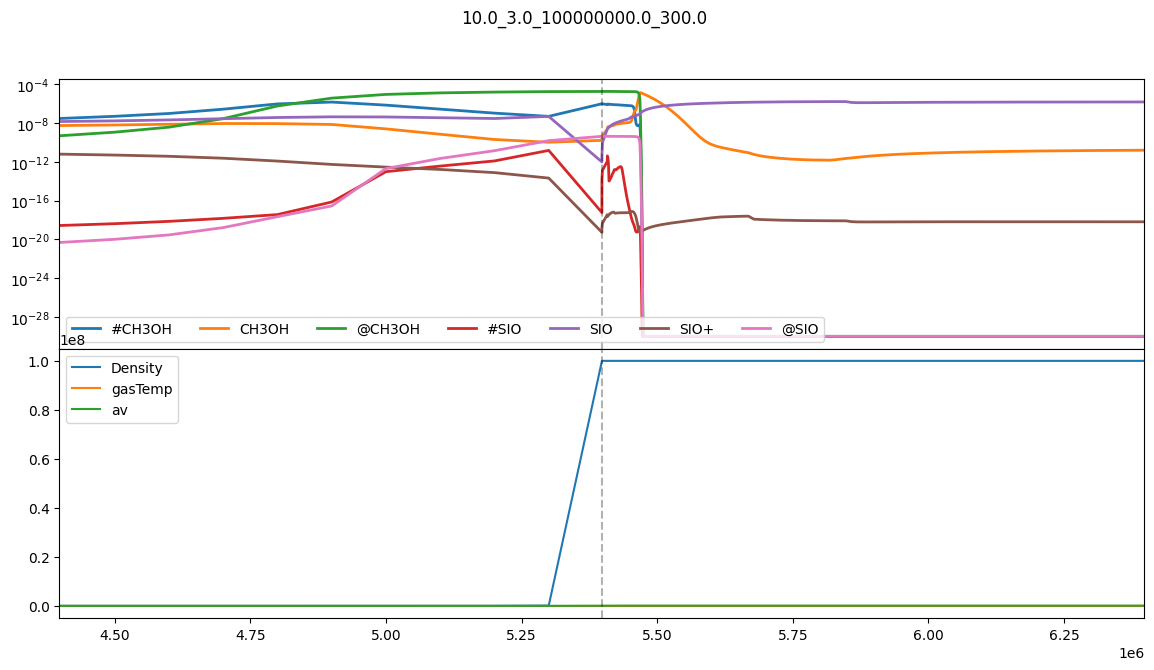 10.0_3.0_100000000.0_300.0
10⁻⁴
10⁻⁸
10⁻¹²
10⁻¹⁶
10⁻²⁰
10⁻²⁴
10⁻²⁸
#CH3OH CH3OH @CH3OH #SIO SIO SIO+ @SIO
1e8
Density
gasTemp
av
1.0
0.8
0.6
0.4
0.2
0.0
4.50 4.75 5.00 5.25 5.50 5.75 6.00 6.25
1e6